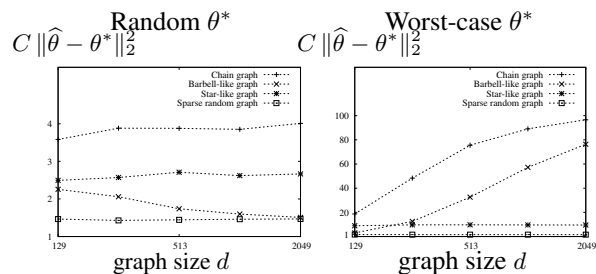 Random θ*
C ‖θ̂ − θ*‖₂²
Chain graph
Barbell-like graph
Star-like graph
Sparse random graph
4
3
2
1
129
513
2049
graph size d
Worst-case θ*
C ‖θ̂ − θ*‖₂²
Chain graph
Barbell-like graph
Star-like graph
Sparse random graph
100
80
60
40
20
1
129
513
2049
graph size d